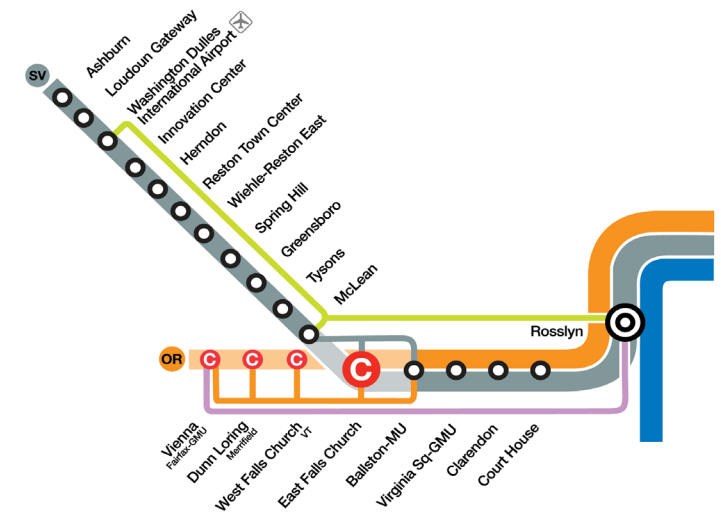 SV
Ashburn
Loudoun Gateway
Washington Dulles
International Airport
Innovation Center
Herndon
Reston Town Center
Wiehle-Reston East
Spring Hill
Greensboro
Tysons
McLean
Rosslyn
OR
C
C
C
C
Vienna
Fairfax-GMU
Dunn Loring
Merrifield
West Falls Church
VT
East Falls Church
Ballston-MU
Virginia Sq-GMU
Clarendon
Court House